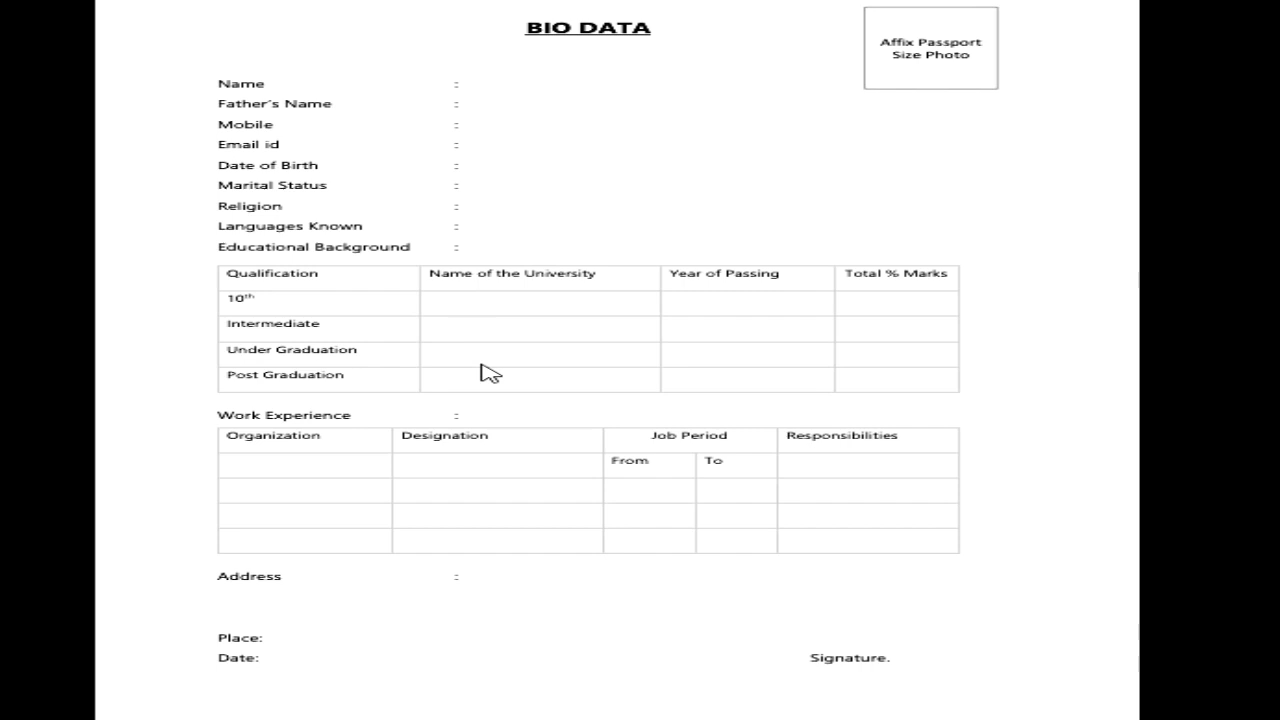 BIO DATA
Affix Passport
Size Photo
Name :
Father's Name :
Mobile :
Email id :
Date of Birth :
Marital Status :
Religion :
Languages Known :
Educational Background :
Qualification Name of the University Year of Passing Total % Marks
10th
Intermediate
Under Graduation
Post Graduation
Work Experience :
Organization Designation Job Period Responsibilities
From To
Address :
Place:
Date: Signature.